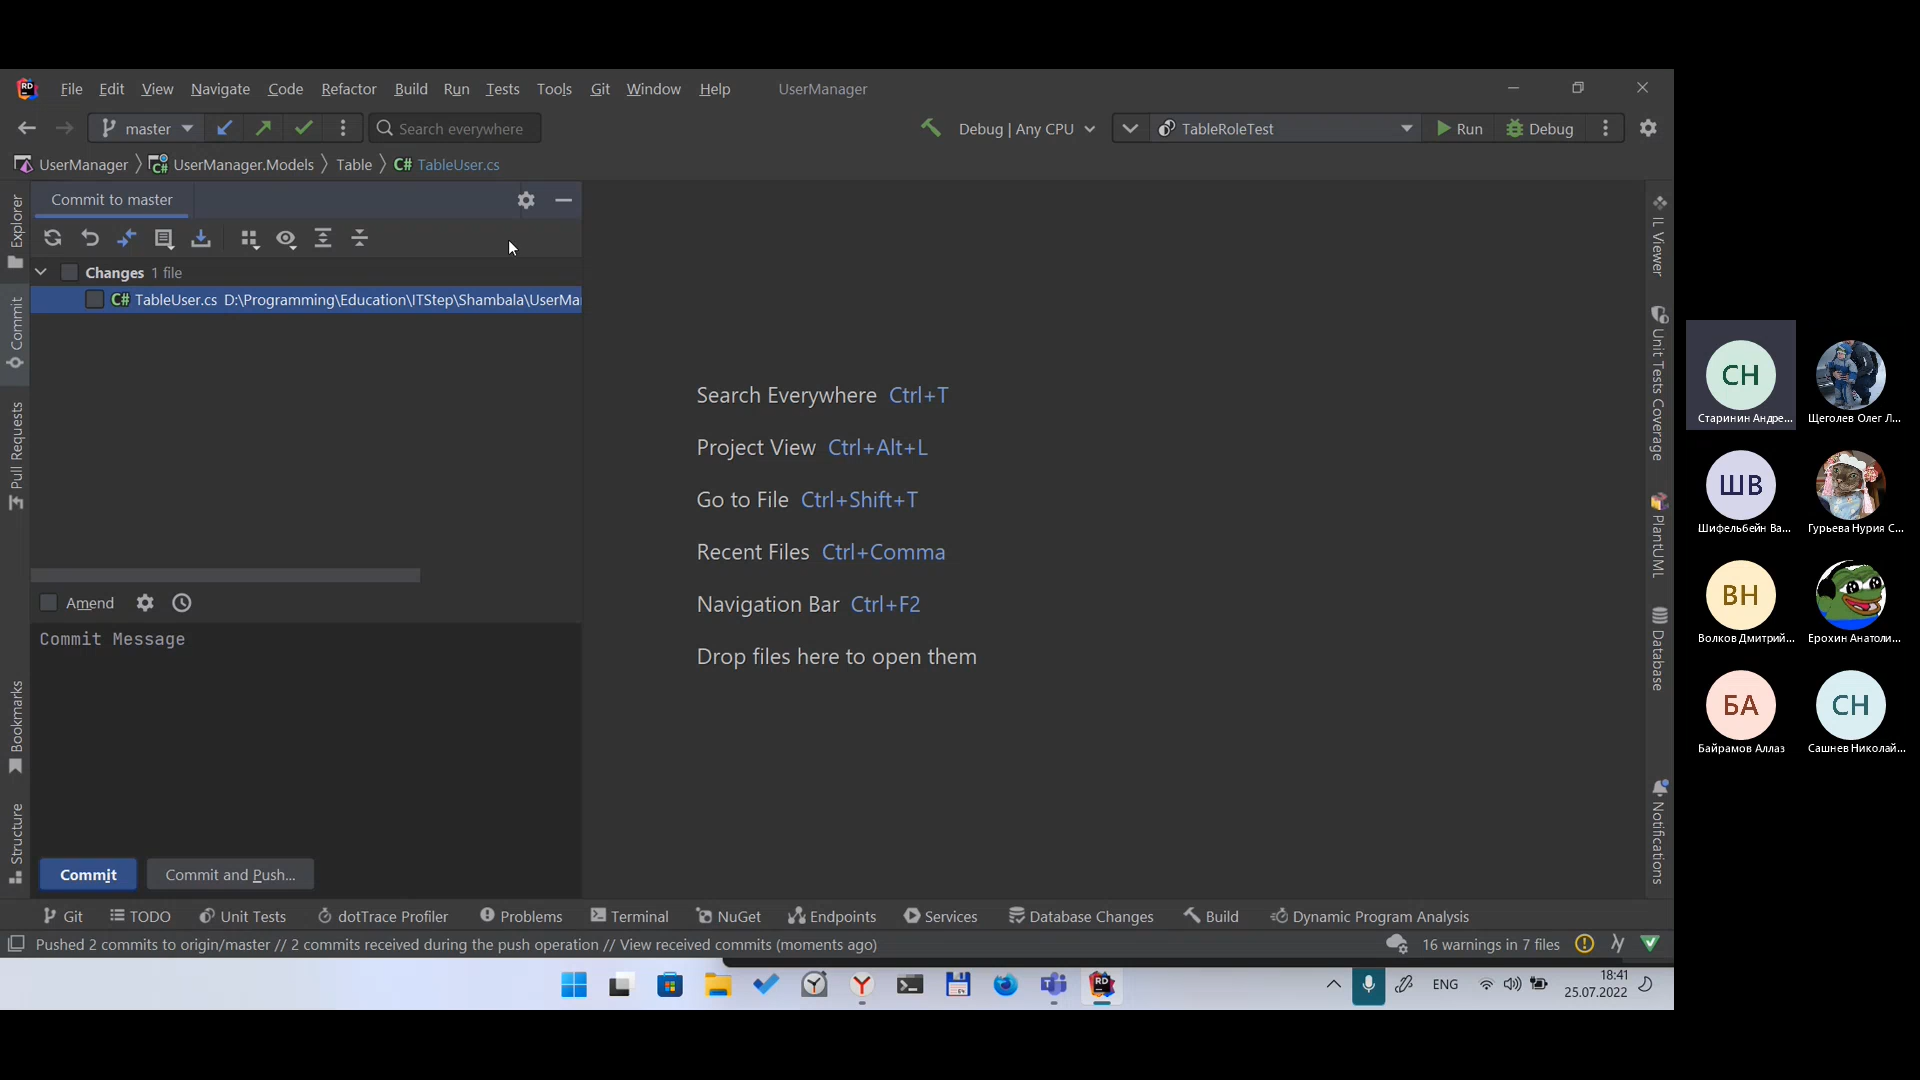 RD File Edit View Navigate Code Refactor Build Run Tests Tools Git Window Help UserManager
master Search everywhere Debug | Any CPU TableRoleTest Run Debug
UserManager UserManager.Models Table C# TableUser.cs
Commit to master
Changes 1 file
C# TableUser.cs D:\Programming\Education\ITStep\Shambala\UserMa
Amend
Commit Message
Commit Commit and Push...
Explorer
Commit
Pull Requests
Bookmarks
Structure
Search Everywhere Ctrl+T
Project View Ctrl+Alt+L
Go to File Ctrl+Shift+T
Recent Files Ctrl+Comma
Navigation Bar Ctrl+F2
Drop files here to open them
IL Viewer
Unit Tests Coverage
PlantUML
Database
Notifications
Git TODO Unit Tests dotTrace Profiler Problems Terminal NuGet Endpoints Services Database Changes Build Dynamic Program Analysis
Pushed 2 commits to origin/master // 2 commits received during the push operation // View received commits (moments ago) 16 warnings in 7 files
ENG 18:41
25.07.2022
СН
Старинин Андре... Щеголев Олег Л...
ШВ
Шифельбейн Ва... Гурьева Нурия С...
ВН
Волков Дмитрий... Ерохин Анатоли...
БА СН
Байрамов Аллаз Сашнев Николай...